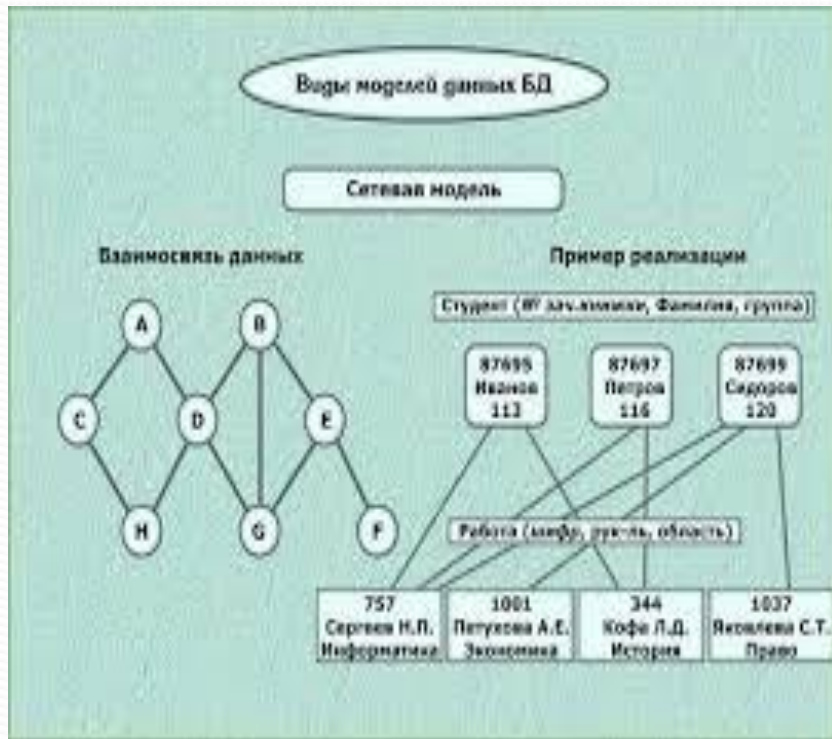 Виды моделей данных БД
Сетевая модель
Взаимосвязь данных
Пример реализации
A
B
C
D
E
H
G
F
Студент (№ зач.книжки, Фамилия, группа)
87695
Иванов
113
87697
Петров
116
87699
Сидоров
120
Работа (шифр, рук-ль, область)
757
Сергеев Н.П.
Информатика
1001
Петухова А.Е.
Экономика
344
Кофа Л.Д.
История
1037
Яковлева С.Т.
Право